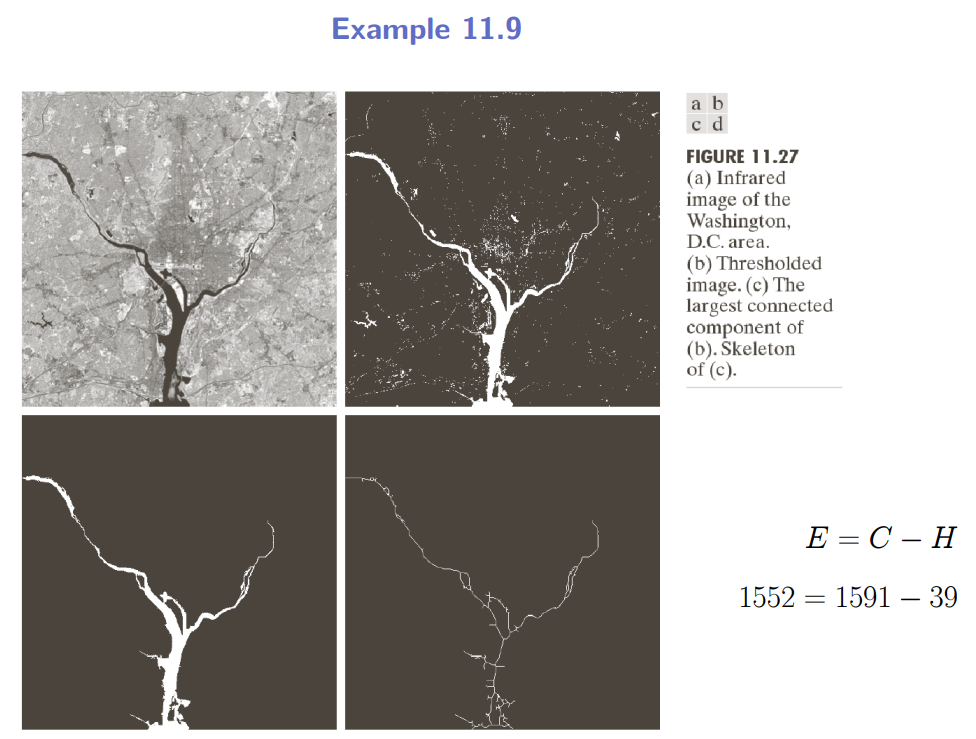 Example 11.9
a b
c d
FIGURE 11.27
(a) Infrared
image of the
Washington,
D.C. area.
(b) Thresholded
image. (c) The
largest connected
component of
(b). Skeleton
of (c).
E = C − H
1552 = 1591 − 39